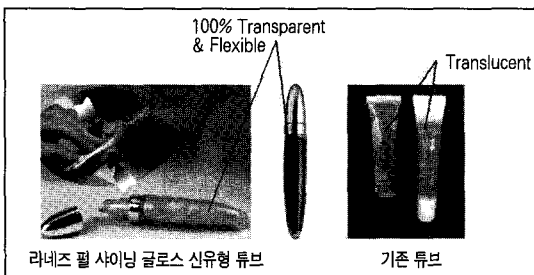 100% Transparent
& Flexible
Translucent
라네즈 펄 샤이닝 글로스 신유형 튜브
기존 튜브